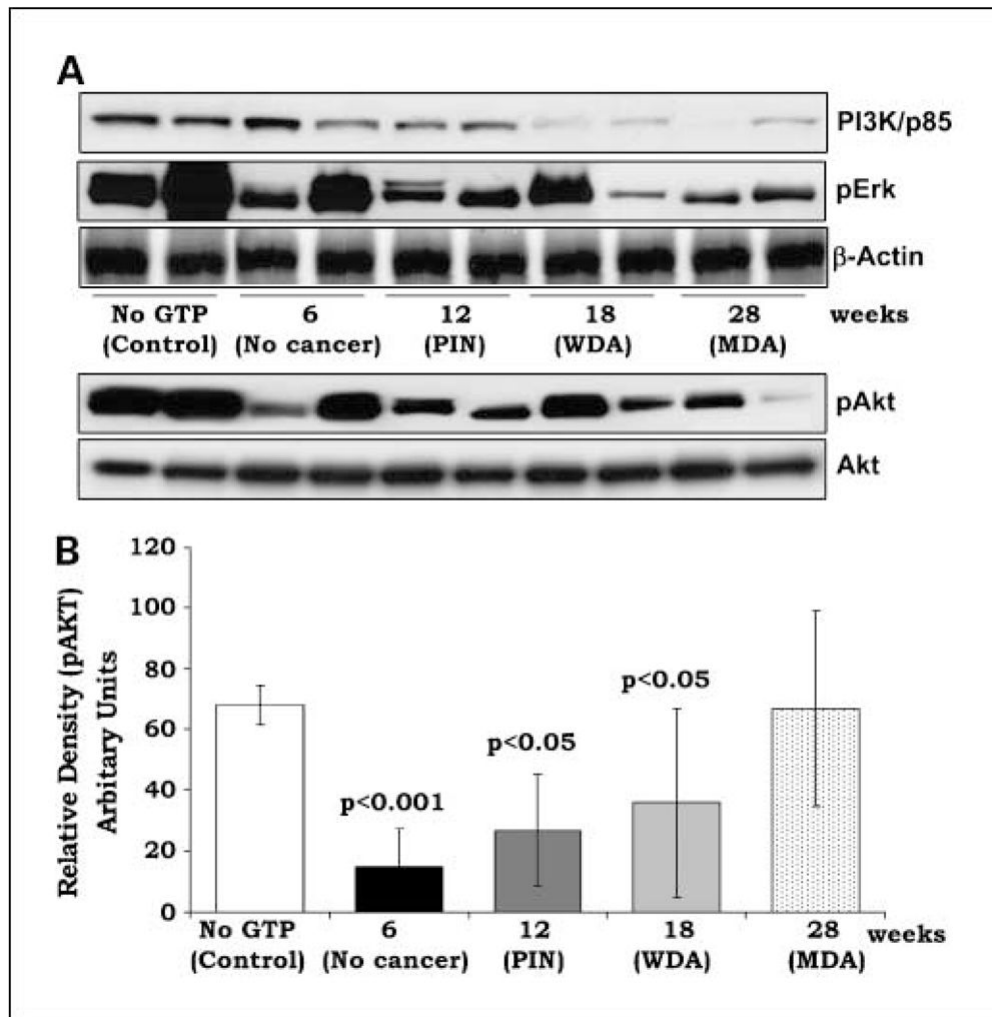 A
PI3K/p85
pErk
β-Actin
No GTP 6 12 18 28 weeks
(Control) (No cancer) (PIN) (WDA) (MDA)
pAkt
Akt
B
Relative Density (pAKT)
Arbitary Units
120
100
80
60
40
20
0
p<0.001
p<0.05
p<0.05
No GTP 6 12 18 28 weeks
(Control) (No cancer) (PIN) (WDA) (MDA)